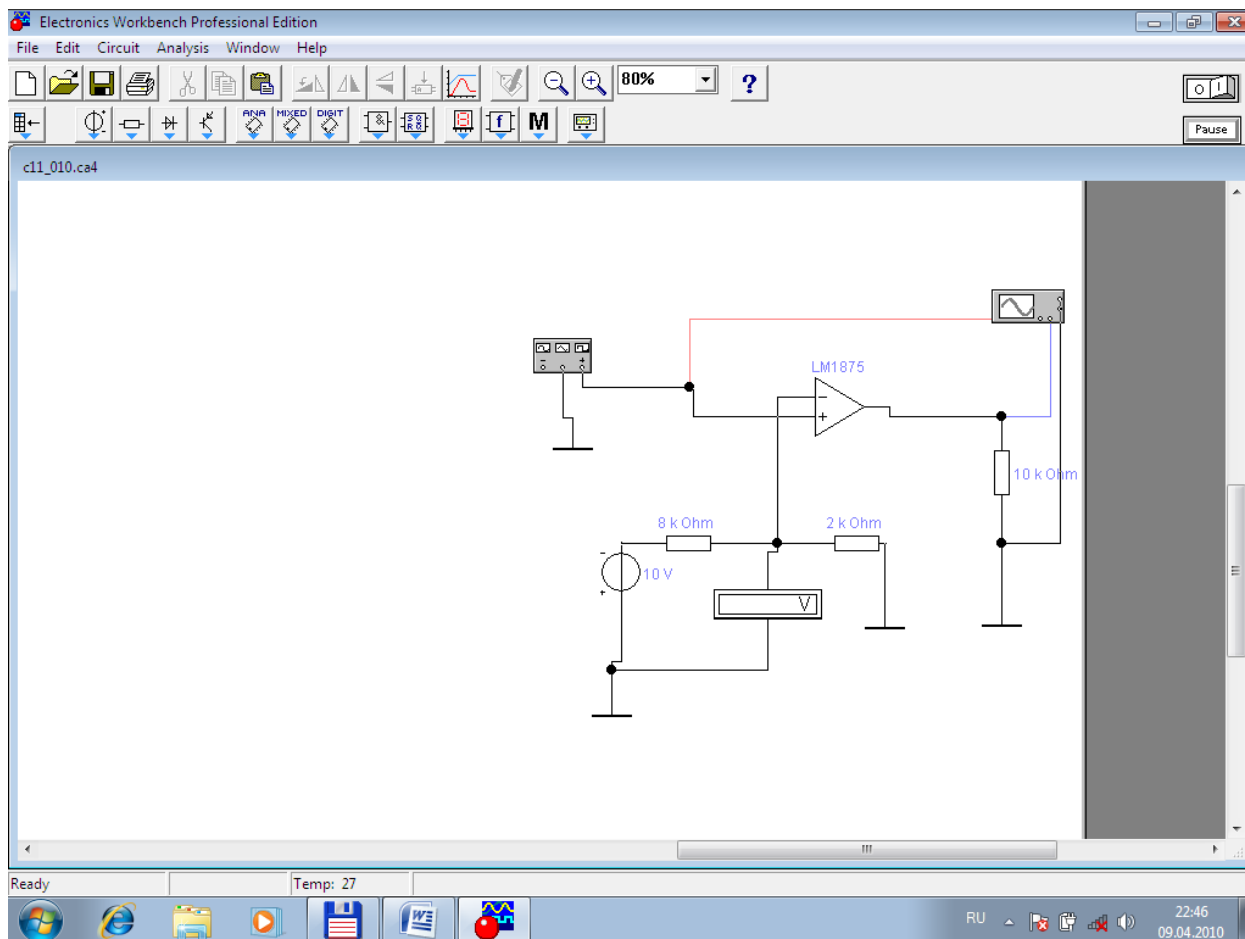 Electronics Workbench Professional Edition
File Edit Circuit Analysis Window Help
80%
?
ANA MIXED DIGIT
&
f
M
Pause
c11_010.ca4
LM1875
10 k Ohm
8 k Ohm
2 k Ohm
10 V
V
Ready
Temp: 27
RU
22:46
09.04.2010